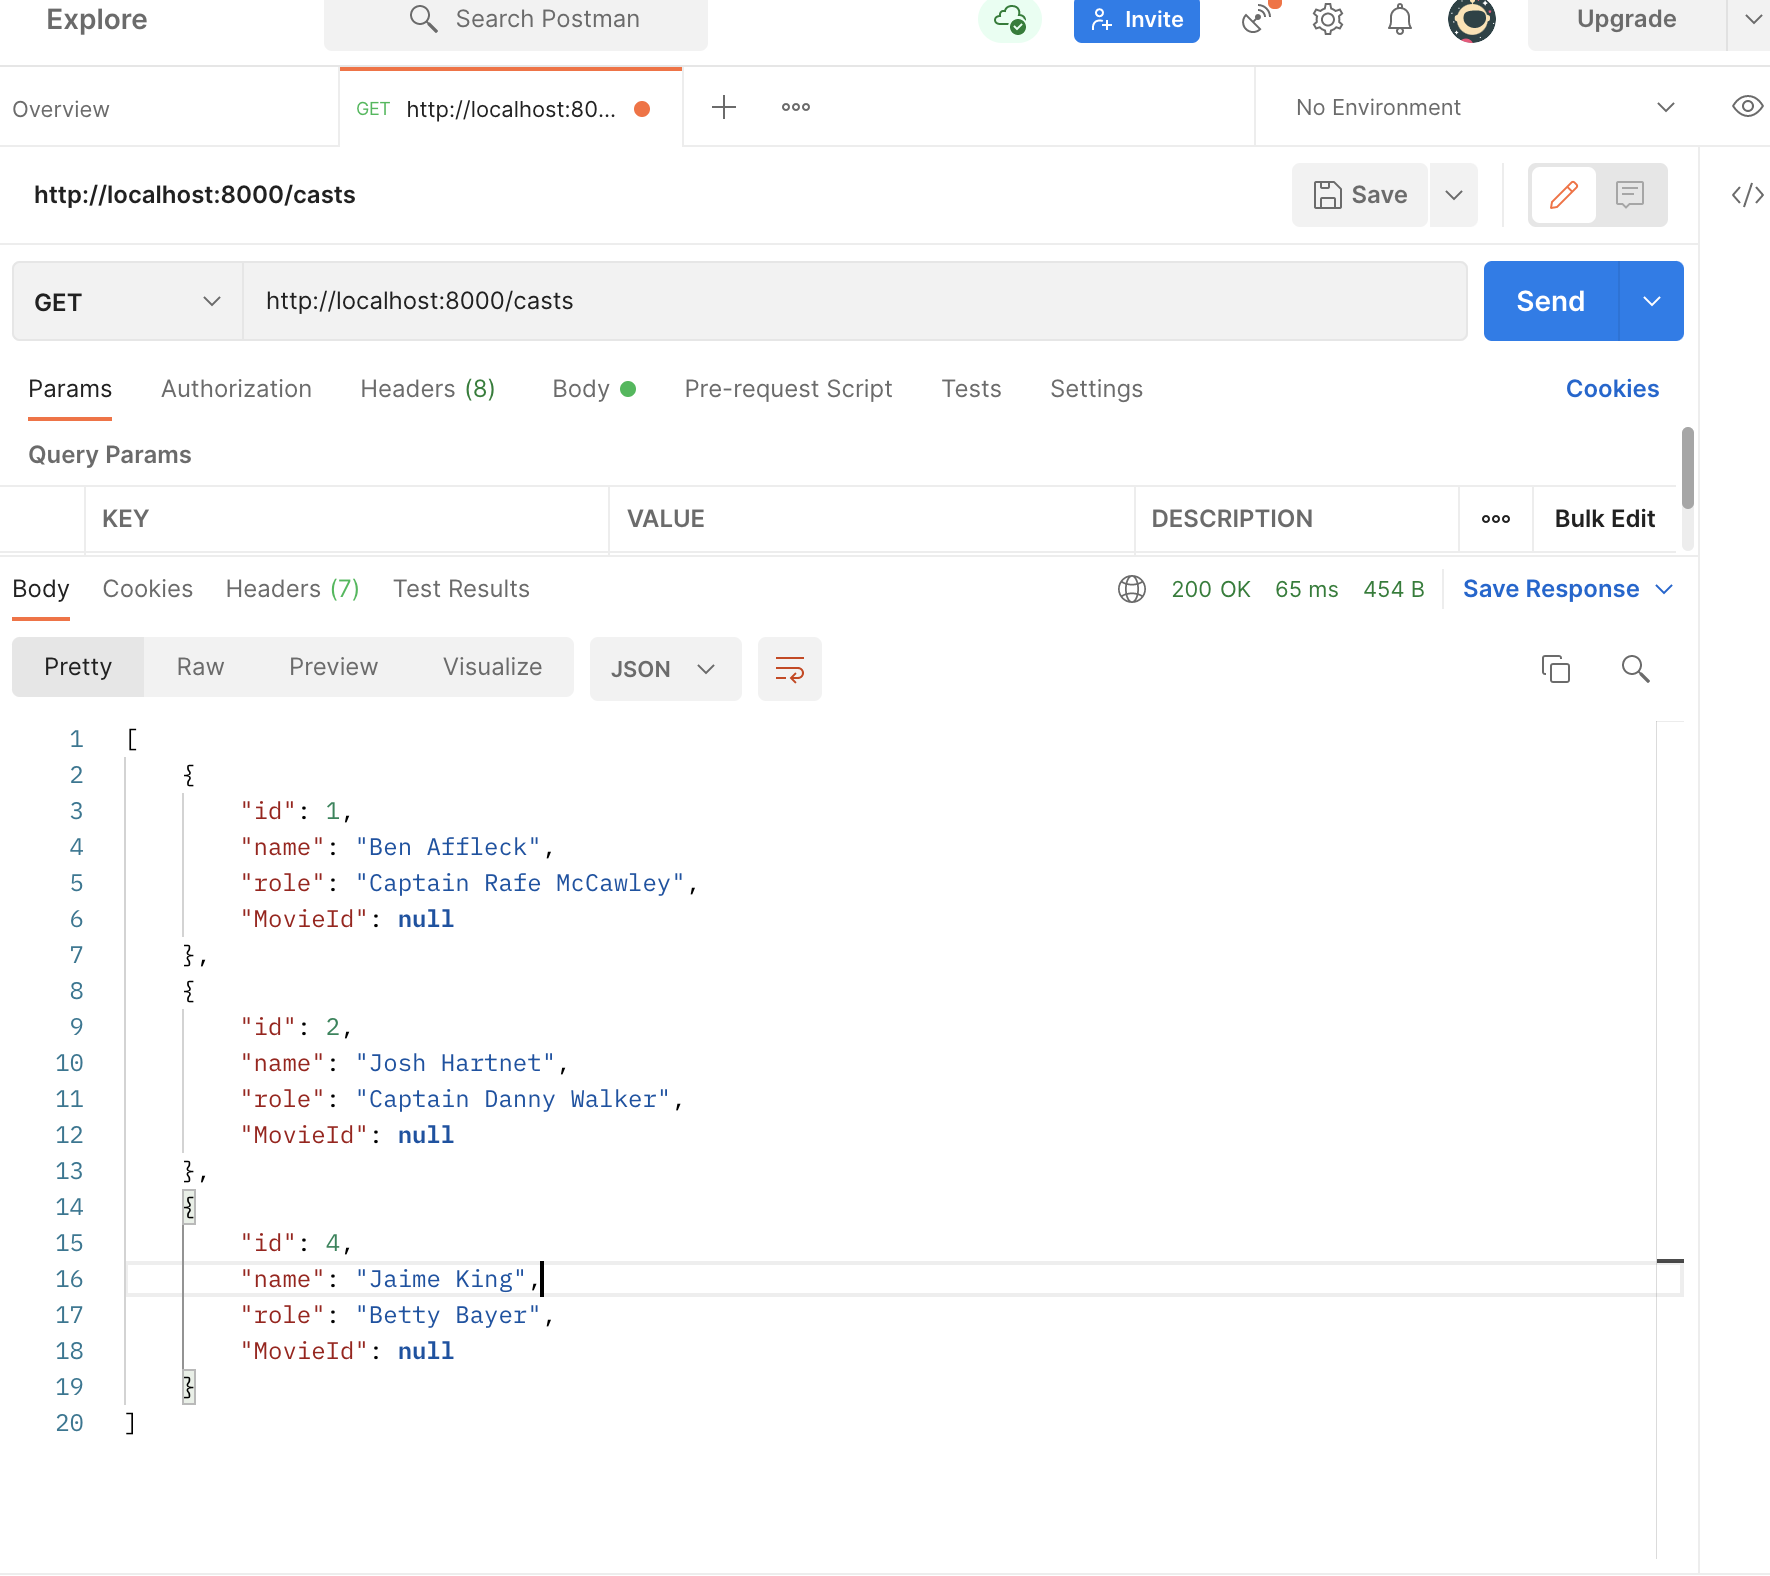 Explore
Search Postman
Invite
Upgrade
Overview
GET http://localhost:80...
No Environment
http://localhost:8000/casts
Save
</>
GET
http://localhost:8000/casts
Send
Params
Authorization
Headers (8)
Body
Pre-request Script
Tests
Settings
Cookies
Query Params
KEY
VALUE
DESCRIPTION
Bulk Edit
Body
Cookies
Headers (7)
Test Results
200 OK
65 ms
454 B
Save Response
Pretty
Raw
Preview
Visualize
JSON
1 [
2 {
3 "id": 1,
4 "name": "Ben Affleck",
5 "role": "Captain Rafe McCawley",
6 "MovieId": null
7 },
8 {
9 "id": 2,
10 "name": "Josh Hartnet",
11 "role": "Captain Danny Walker",
12 "MovieId": null
13 },
14 {
15 "id": 4,
16 "name": "Jaime King",
17 "role": "Betty Bayer",
18 "MovieId": null
19 }
20 ]